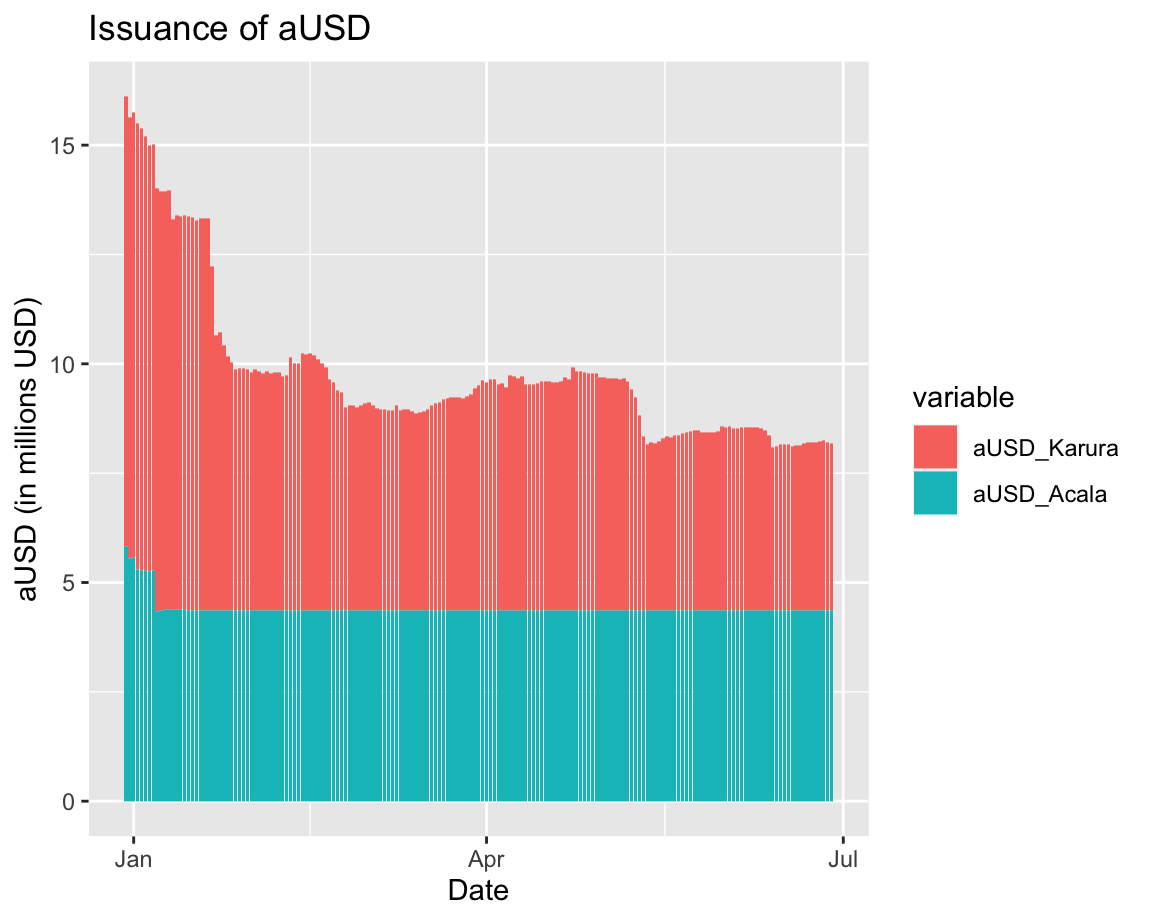 Issuance of aUSD
aUSD (in millions USD)
15
10
5
0
Jan
Apr
Jul
Date
variable
aUSD_Karura
aUSD_Acala